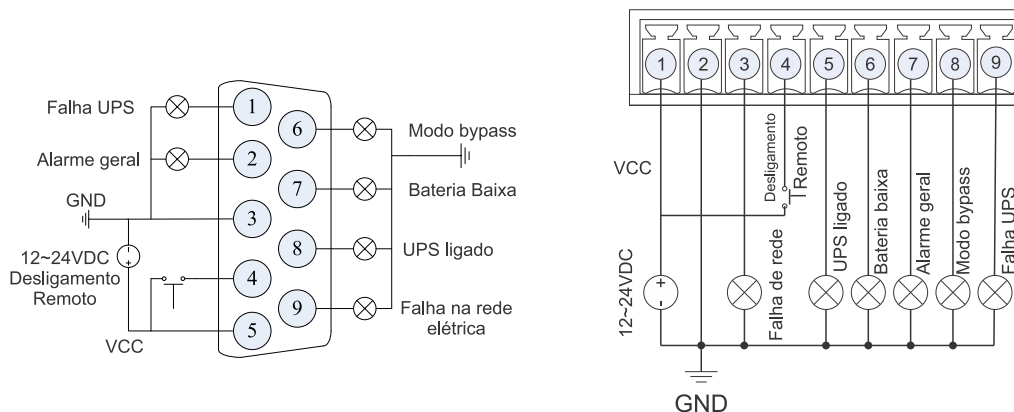 Falha UPS
Alarme geral
GND
12~24VDC
Desligamento
Remoto
VCC
1
2
3
4
5
6
7
8
9
Modo bypass
Bateria Baixa
UPS ligado
Falha na rede
elétrica
1 2 3 4 5 6 7 8 9
VCC
Desligamento
Remoto
12~24VDC
Falha de rede
UPS ligado
Bateria baixa
Alarme geral
Modo bypass
Falha UPS
GND